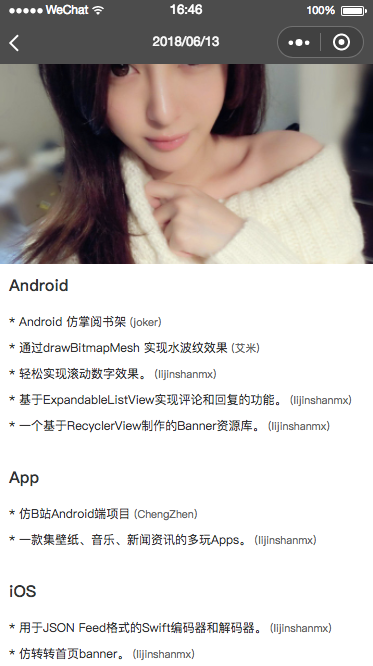 WeChat 16:46 100%
2018/06/13
Android
* Android 仿掌阅书架 (joker)
* 通过drawBitmapMesh 实现水波纹效果 (艾米)
* 轻松实现滚动数字效果。 (lijinshanmx)
* 基于ExpandableListView实现评论和回复的功能。 (lijinshanmx)
* 一个基于RecyclerView制作的Banner资源库。 (lijinshanmx)
App
* 仿B站Android端项目 (ChengZhen)
* 一款集壁纸、音乐、新闻资讯的多玩Apps。 (lijinshanmx)
iOS
* 用于JSON Feed格式的Swift编码器和解码器。 (lijinshanmx)
* 仿转转首页banner。 (lijinshanmx)